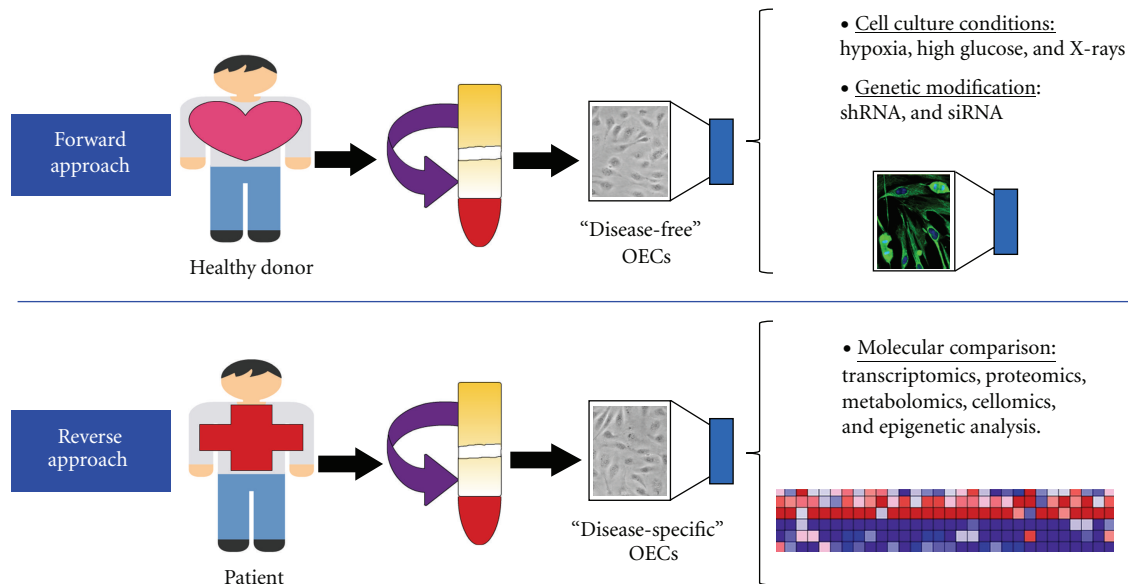 Forward
approach
Healthy donor
“Disease-free”
OECs
• Cell culture conditions:
hypoxia, high glucose, and X-rays
• Genetic modification:
shRNA, and siRNA
Reverse
approach
Patient
“Disease-specific”
OECs
• Molecular comparison:
transcriptomics, proteomics,
metabolomics, cellomics,
and epigenetic analysis.